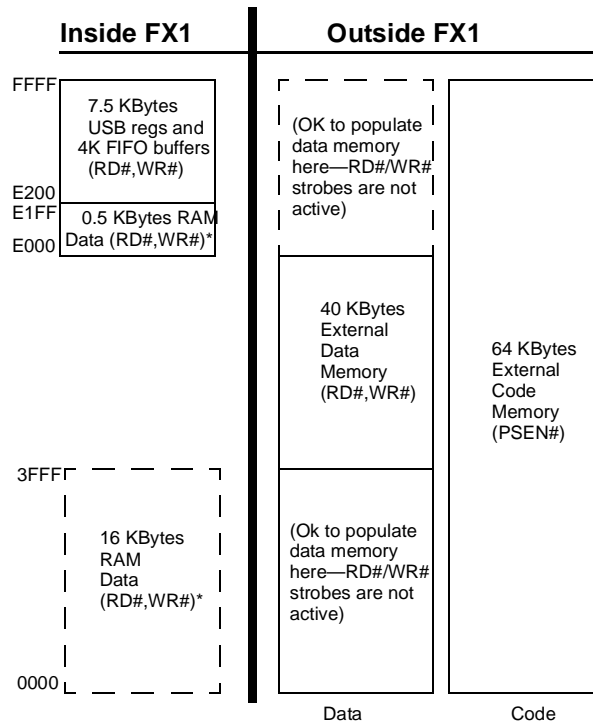 Inside FX1
Outside FX1
FFFF
7.5 KBytes
USB regs and
4K FIFO buffers
(RD#,WR#)
E200
E1FF
0.5 KBytes RAM
Data (RD#,WR#)*
E000
(OK to populate
data memory
here—RD#/WR#
strobes are not
active)
40 KBytes
External
Data
Memory
(RD#,WR#)
64 KBytes
External
Code
Memory
(PSEN#)
3FFF
16 KBytes
RAM
Data
(RD#,WR#)*
(Ok to populate
data memory
here—RD#/WR#
strobes are not
active)
0000
Data
Code